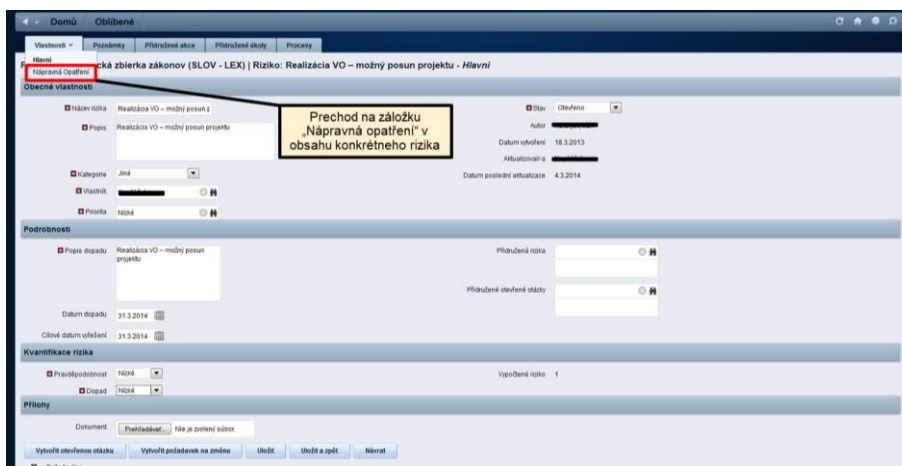 Domů Oblíbené
Vlastnosti Poznámky Přidružené akce Přidružené úkoly Procesy
Hlavní
Nápravná Opatření
cká zbierka zákonov (SLOV - LEX) | Riziko: Realizácia VO – možný posun projektu - Hlavní
Obecné vlastnosti
Název rizika Realizácia VO – možný posun p
Stav Otevřeno
Prechod na záložku
„Nápravná opatření“ v
obsahu konkrétneho rizika
Popis Realizácia VO – možný posun projektu
Autor
Datum vytvoření 18.3.2013
Aktualizoval-a
Kategorie Jiné
Datum poslední aktualizace 4.3.2014
Vlastník
Priorita Nízké
Podrobnosti
Popis dopadu Realizácia VO – možný posun
projektu
Přidružená rizika
Přidružené otevřené otázky
Datum dopadu 31.3.2014
Cílové datum vyřešení 31.3.2014
Kvantifikace rizika
Pravděpodobnost Nízké
Vypočtené riziko 1
Dopad Nízké
Přílohy
Dokument Prehľadávať... Nie je zvolený súbor.
Vytvořit otevřenou otázku Vytvořit požadavek na změnu Uložit Uložit a zpět Návrat